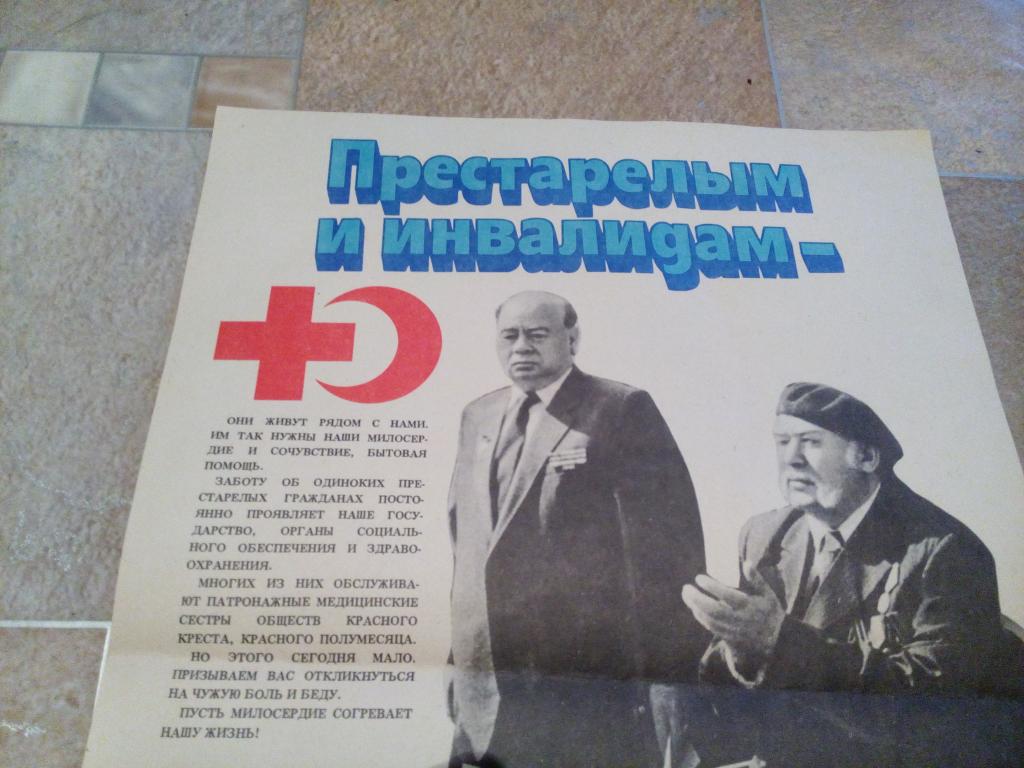 Престарелым
и инвалидам –
ОНИ ЖИВУТ РЯДОМ С НАМИ.
ИМ ТАК НУЖНЫ НАШИ МИЛОСЕР-
ДИЕ И СОЧУВСТВИЕ, БЫТОВАЯ
ПОМОЩЬ.
ЗАБОТУ ОБ ОДИНОКИХ ПРЕ-
СТАРЕЛЫХ ГРАЖДАНАХ ПОСТО-
ЯННО ПРОЯВЛЯЕТ НАШЕ ГОСУ-
ДАРСТВО, ОРГАНЫ СОЦИАЛЬ-
НОГО ОБЕСПЕЧЕНИЯ И ЗДРАВО-
ОХРАНЕНИЯ.
МНОГИХ ИЗ НИХ ОБСЛУЖИВА-
ЮТ ПАТРОНАЖНЫЕ МЕДИЦИНСКИЕ
СЕСТРЫ ОБЩЕСТВ КРАСНОГО
КРЕСТА, КРАСНОГО ПОЛУМЕСЯЦА.
НО ЭТОГО СЕГОДНЯ МАЛО.
ПРИЗЫВАЕМ ВАС ОТКЛИКНУТЬСЯ
НА ЧУЖУЮ БОЛЬ И БЕДУ.
ПУСТЬ МИЛОСЕРДИЕ СОГРЕВАЕТ
НАШУ ЖИЗНЬ!